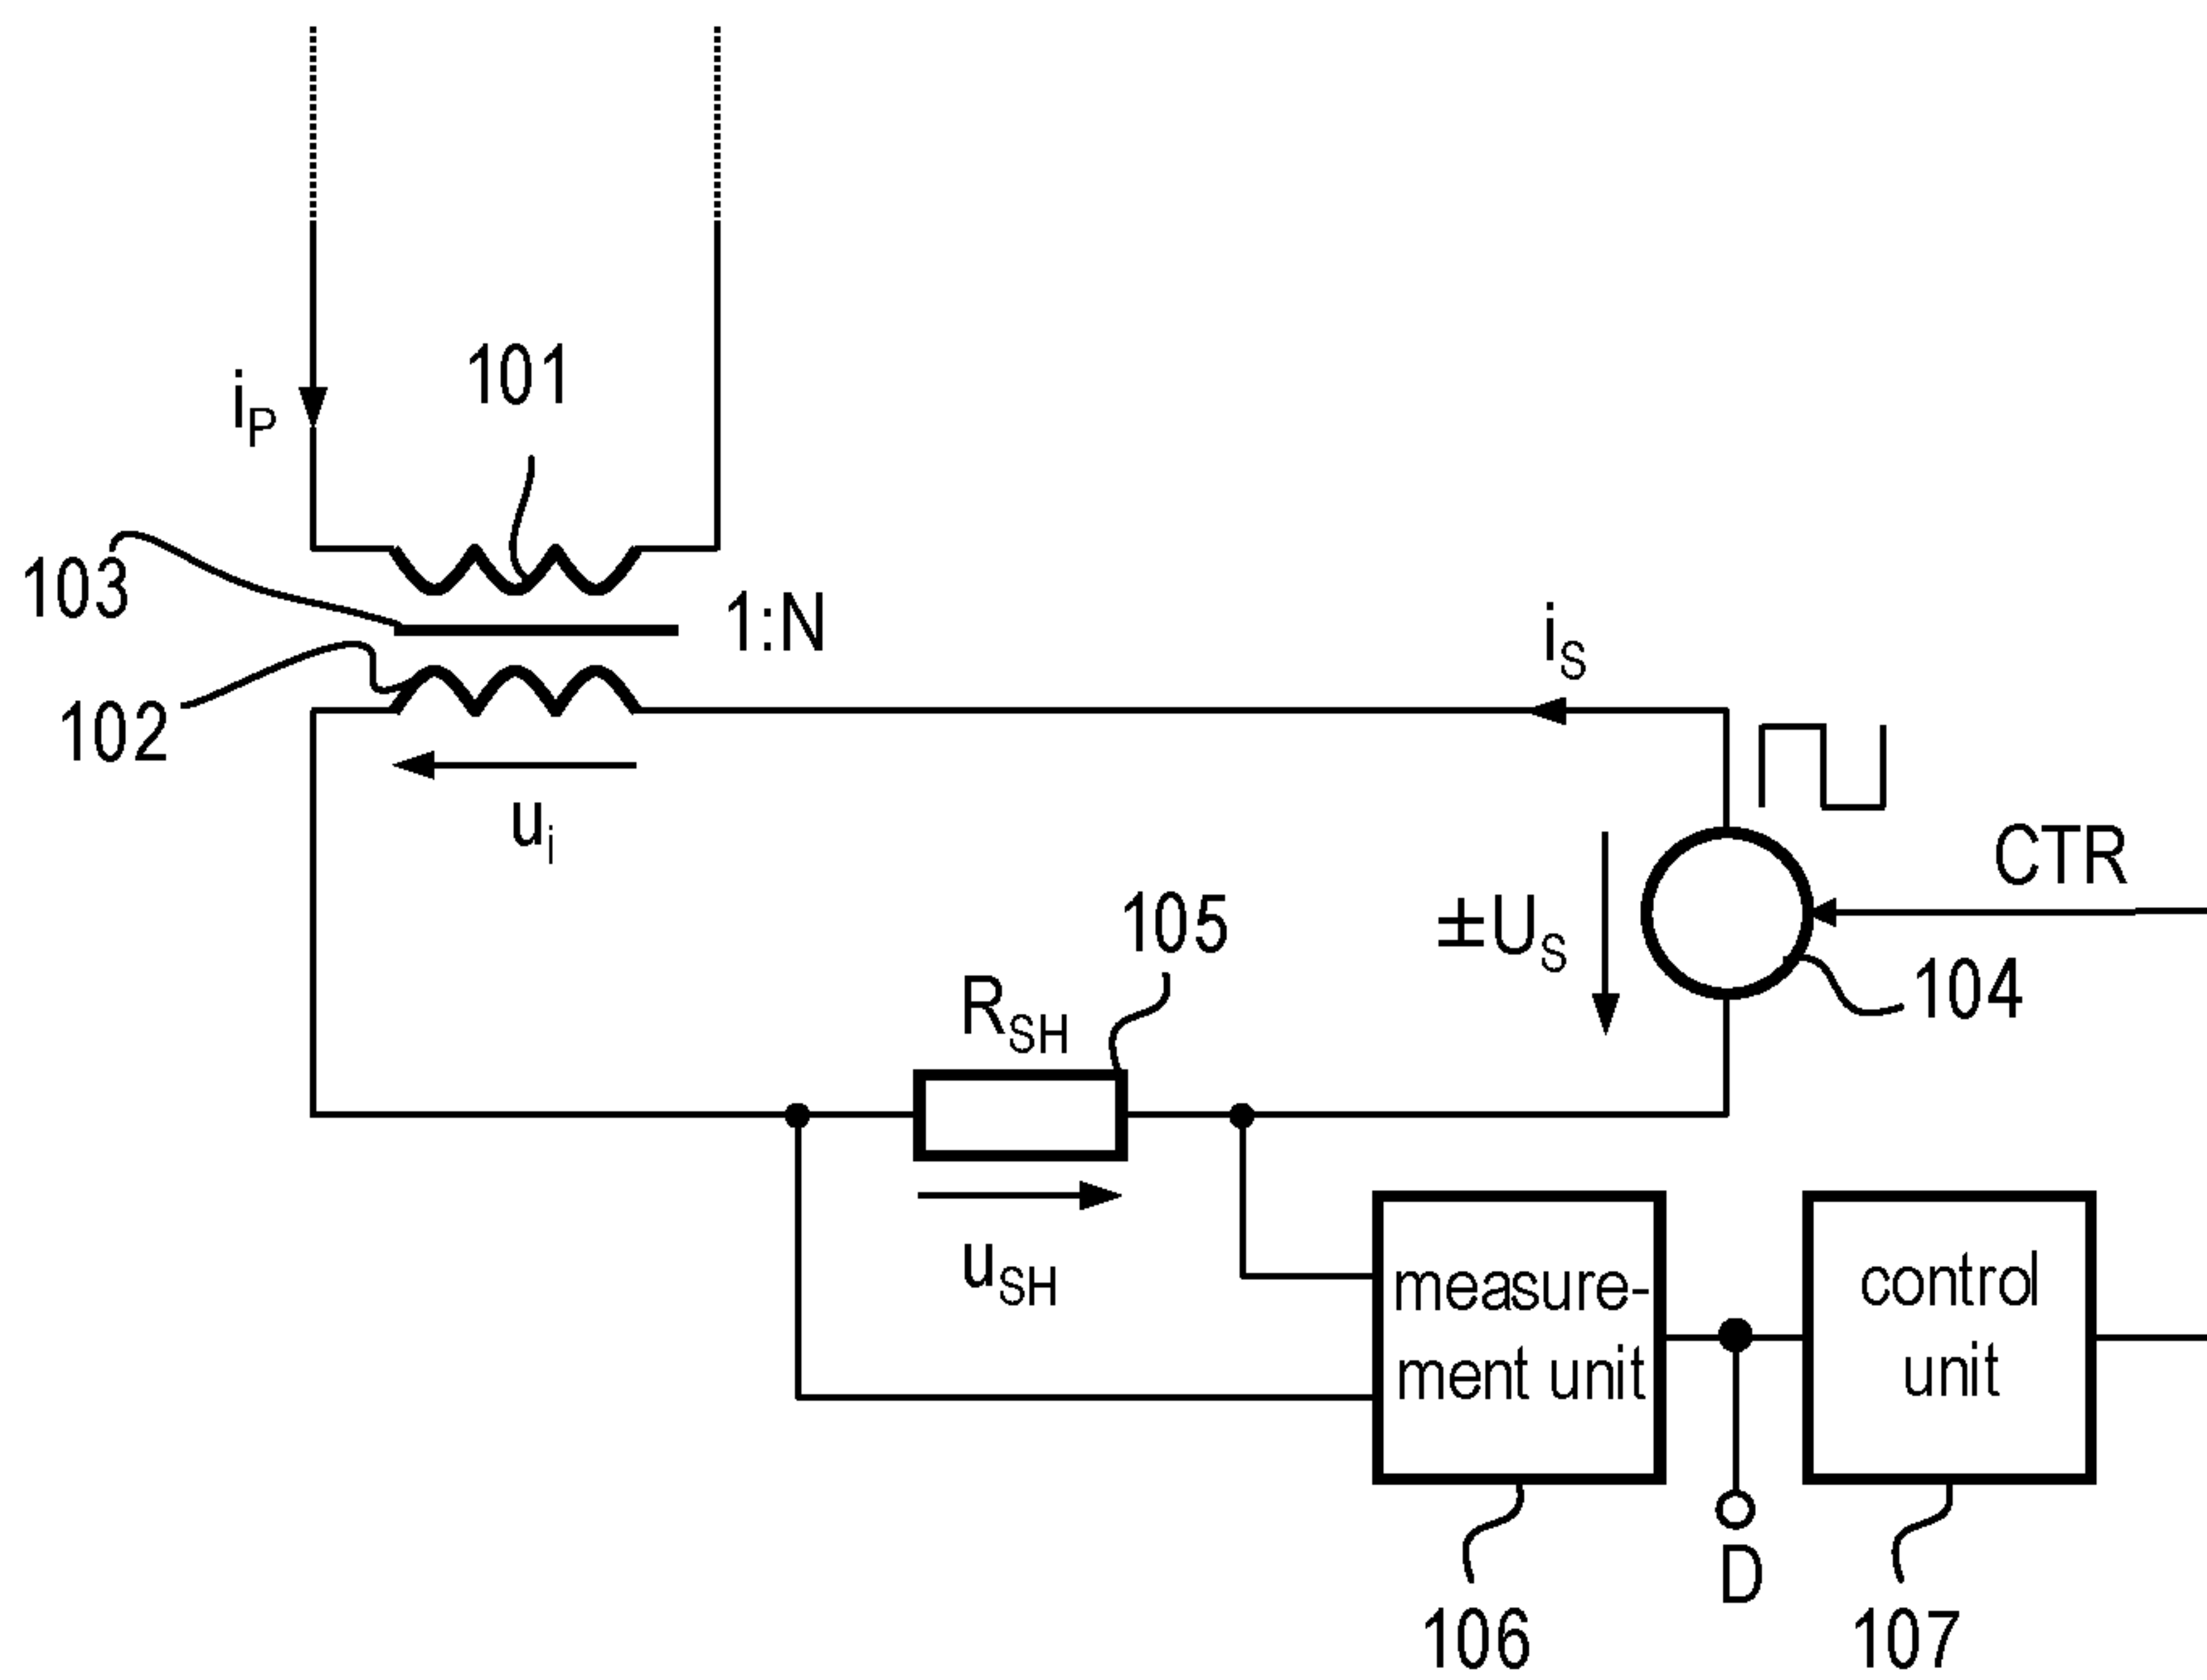 101
i_P
103
1:N
i_S
102
u_i
CTR
105
±U_S
R_SH
104
u_SH
measure-
ment unit
control
unit
D
106
107